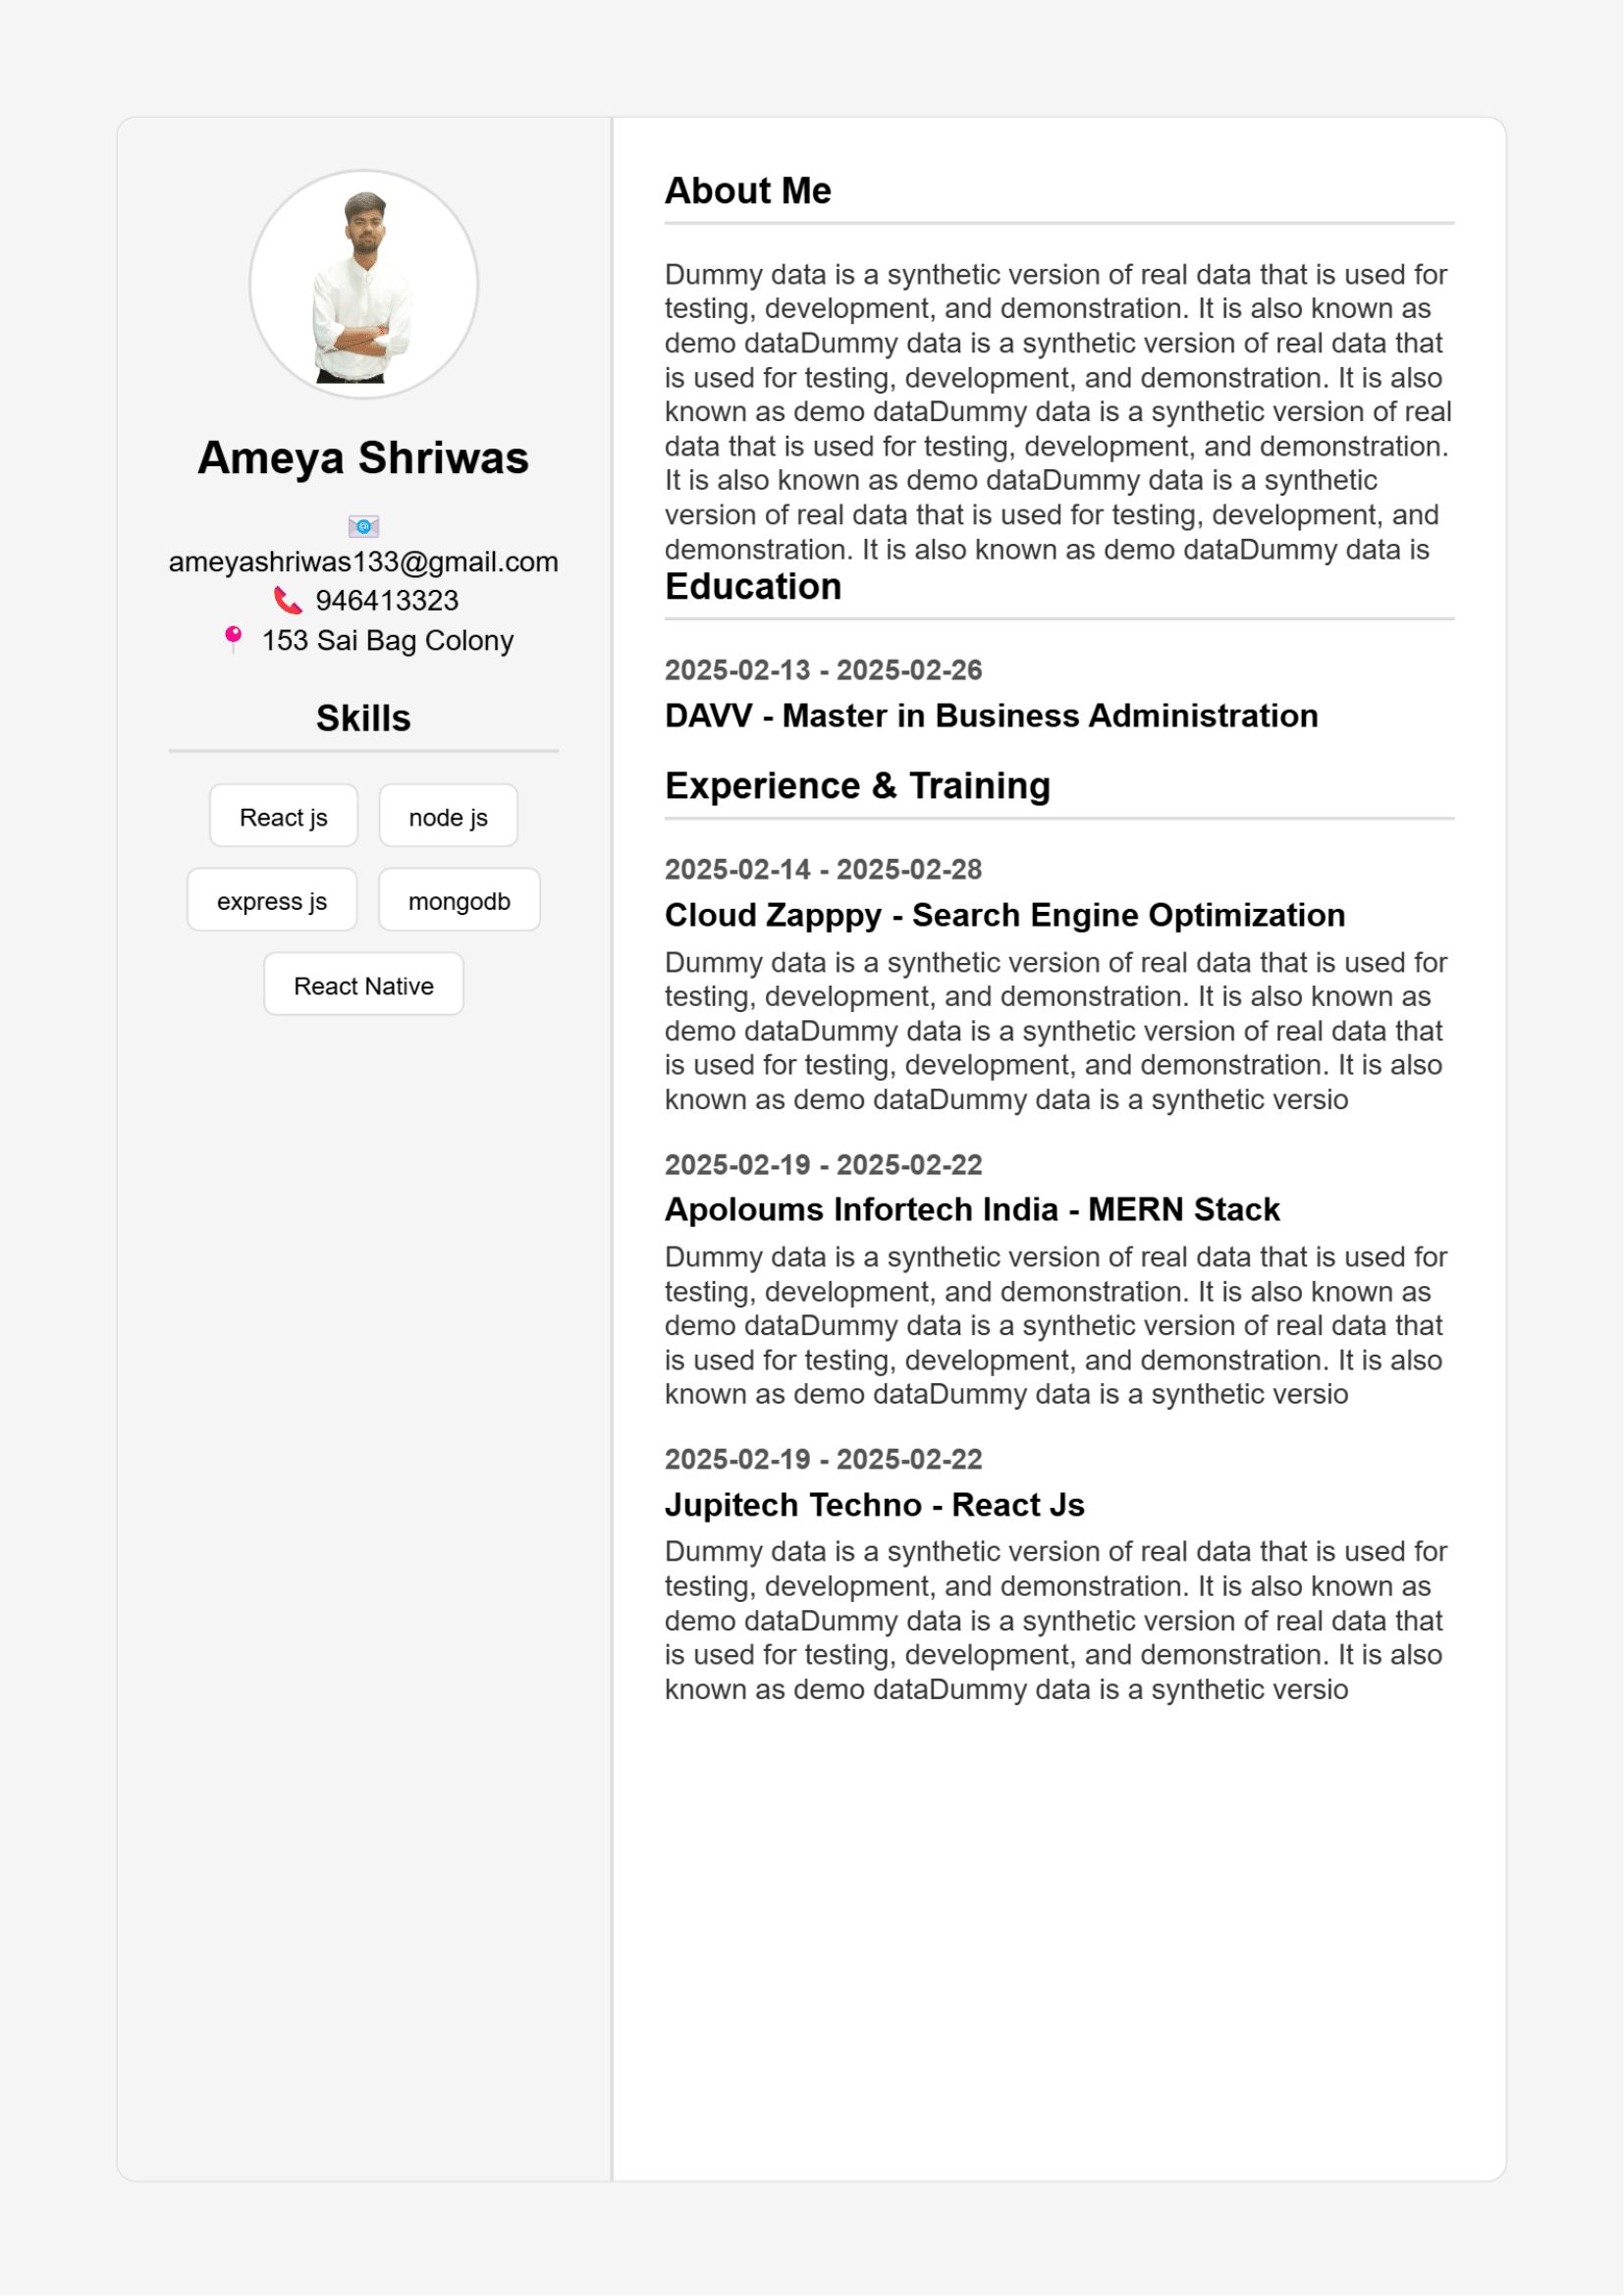 Ameya Shriwas
ameyashriwas133@gmail.com
946413323
153 Sai Bag Colony
Skills
React js
node js
express js
mongodb
React Native
About Me
Dummy data is a synthetic version of real data that is used for
testing, development, and demonstration. It is also known as
demo dataDummy data is a synthetic version of real data that
is used for testing, development, and demonstration. It is also
known as demo dataDummy data is a synthetic version of real
data that is used for testing, development, and demonstration.
It is also known as demo dataDummy data is a synthetic
version of real data that is used for testing, development, and
demonstration. It is also known as demo dataDummy data is
Education
2025-02-13 - 2025-02-26
DAVV - Master in Business Administration
Experience & Training
2025-02-14 - 2025-02-28
Cloud Zapppy - Search Engine Optimization
Dummy data is a synthetic version of real data that is used for
testing, development, and demonstration. It is also known as
demo dataDummy data is a synthetic version of real data that
is used for testing, development, and demonstration. It is also
known as demo dataDummy data is a synthetic versio
2025-02-19 - 2025-02-22
Apoloums Infortech India - MERN Stack
Dummy data is a synthetic version of real data that is used for
testing, development, and demonstration. It is also known as
demo dataDummy data is a synthetic version of real data that
is used for testing, development, and demonstration. It is also
known as demo dataDummy data is a synthetic versio
2025-02-19 - 2025-02-22
Jupitech Techno - React Js
Dummy data is a synthetic version of real data that is used for
testing, development, and demonstration. It is also known as
demo dataDummy data is a synthetic version of real data that
is used for testing, development, and demonstration. It is also
known as demo dataDummy data is a synthetic versio